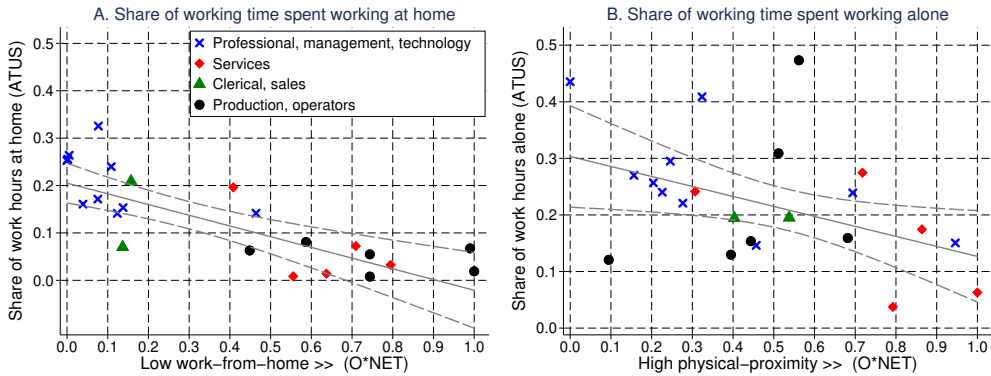 A. Share of working time spent working at home
Share of work hours at home (ATUS)
0.5
0.4
0.3
0.2
0.1
0.0
Professional, management, technology
Services
Clerical, sales
Production, operators
0.0 0.1 0.2 0.3 0.4 0.5 0.6 0.7 0.8 0.9 1.0
Low work−from−home >> (O*NET)
B. Share of working time spent working alone
Share of work hours alone (ATUS)
0.5
0.4
0.3
0.2
0.1
0.0
0.0 0.1 0.2 0.3 0.4 0.5 0.6 0.7 0.8 0.9 1.0
High physical−proximity >> (O*NET)